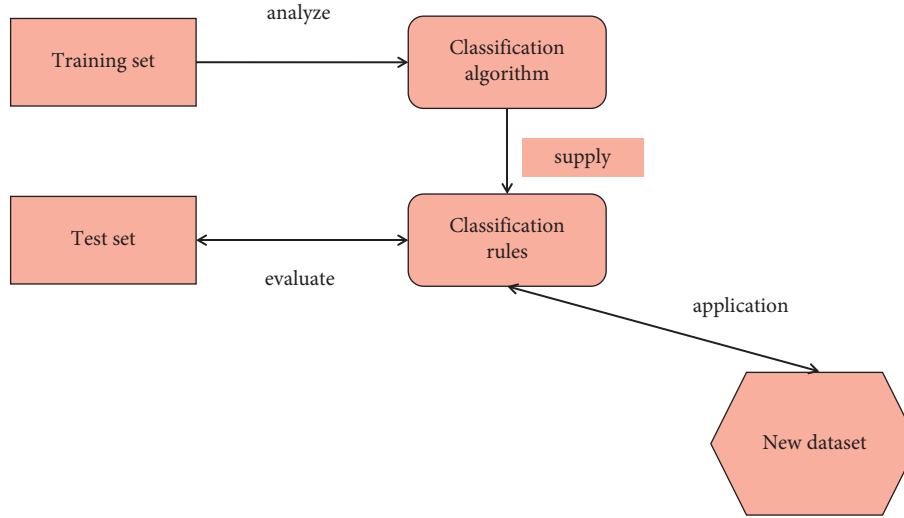 analyze
Training set
Classification
algorithm
supply
Test set
Classification
rules
evaluate
application
New dataset